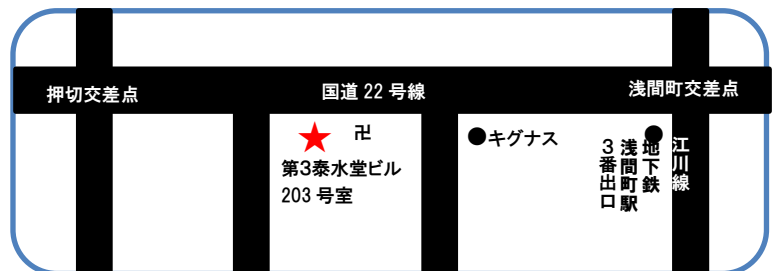 押切交差点
国道22号線
浅間町交差点
卍
第3泰水堂ビル
203号室
●キグナス
●
地下鉄
浅間町駅
3番出口
江川線